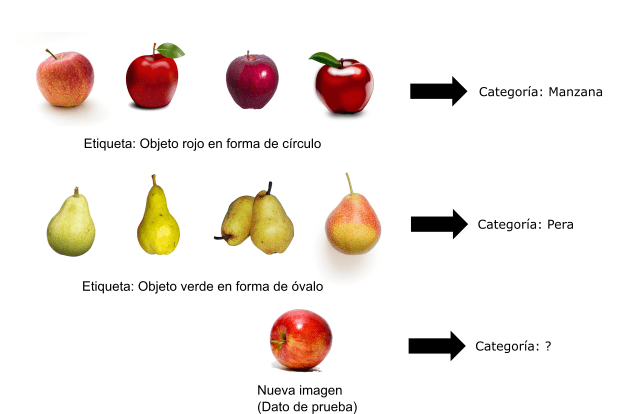 Categoría: Manzana
Etiqueta: Objeto rojo en forma de círculo
Categoría: Pera
Etiqueta: Objeto verde en forma de óvalo
Categoría: ?
Nueva imagen
(Dato de prueba)